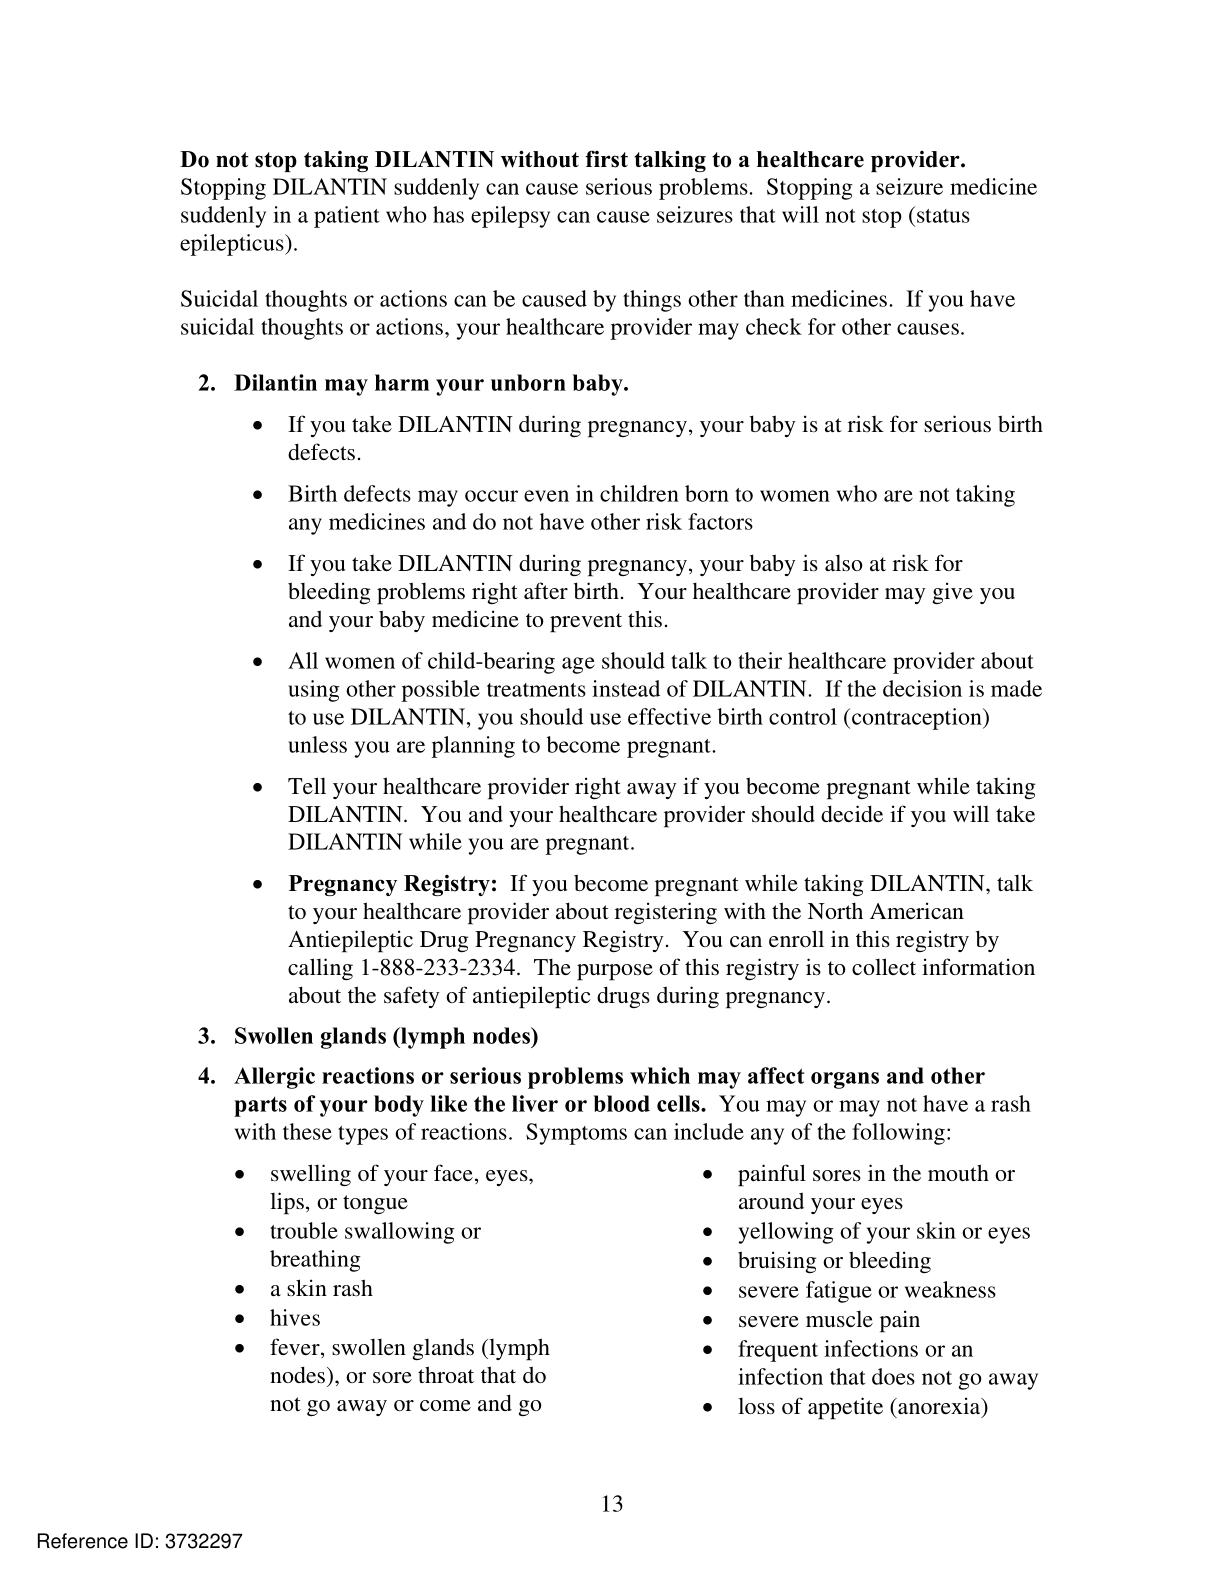 Do not stop taking DILANTIN without first talking to a healthcare provider.
Stopping DILANTIN suddenly can cause serious problems.  Stopping a seizure medicine
suddenly in a patient who has epilepsy can cause seizures that will not stop (status
epilepticus).
Suicidal thoughts or actions can be caused by things other than medicines.  If you have
suicidal thoughts or actions, your healthcare provider may check for other causes.
2. Dilantin may harm your unborn baby.
• If you take DILANTIN during pregnancy, your baby is at risk for serious birth
defects.
• Birth defects may occur even in children born to women who are not taking
any medicines and do not have other risk factors
• If you take DILANTIN during pregnancy, your baby is also at risk for
bleeding problems right after birth.  Your healthcare provider may give you
and your baby medicine to prevent this.
• All women of child-bearing age should talk to their healthcare provider about
using other possible treatments instead of DILANTIN.  If the decision is made
to use DILANTIN, you should use effective birth control (contraception)
unless you are planning to become pregnant.
• Tell your healthcare provider right away if you become pregnant while taking
DILANTIN.  You and your healthcare provider should decide if you will take
DILANTIN while you are pregnant.
• Pregnancy Registry:  If you become pregnant while taking DILANTIN, talk
to your healthcare provider about registering with the North American
Antiepileptic Drug Pregnancy Registry.  You can enroll in this registry by
calling 1-888-233-2334.  The purpose of this registry is to collect information
about the safety of antiepileptic drugs during pregnancy.
3. Swollen glands (lymph nodes)
4. Allergic reactions or serious problems which may affect organs and other
parts of your body like the liver or blood cells.  You may or may not have a rash
with these types of reactions.  Symptoms can include any of the following:
• swelling of your face, eyes,
lips, or tongue
• trouble swallowing or
breathing
• a skin rash
• hives
• fever, swollen glands (lymph
nodes), or sore throat that do
not go away or come and go
• painful sores in the mouth or
around your eyes
• yellowing of your skin or eyes
• bruising or bleeding
• severe fatigue or weakness
• severe muscle pain
• frequent infections or an
infection that does not go away
• loss of appetite (anorexia)
13
Reference ID: 3732297